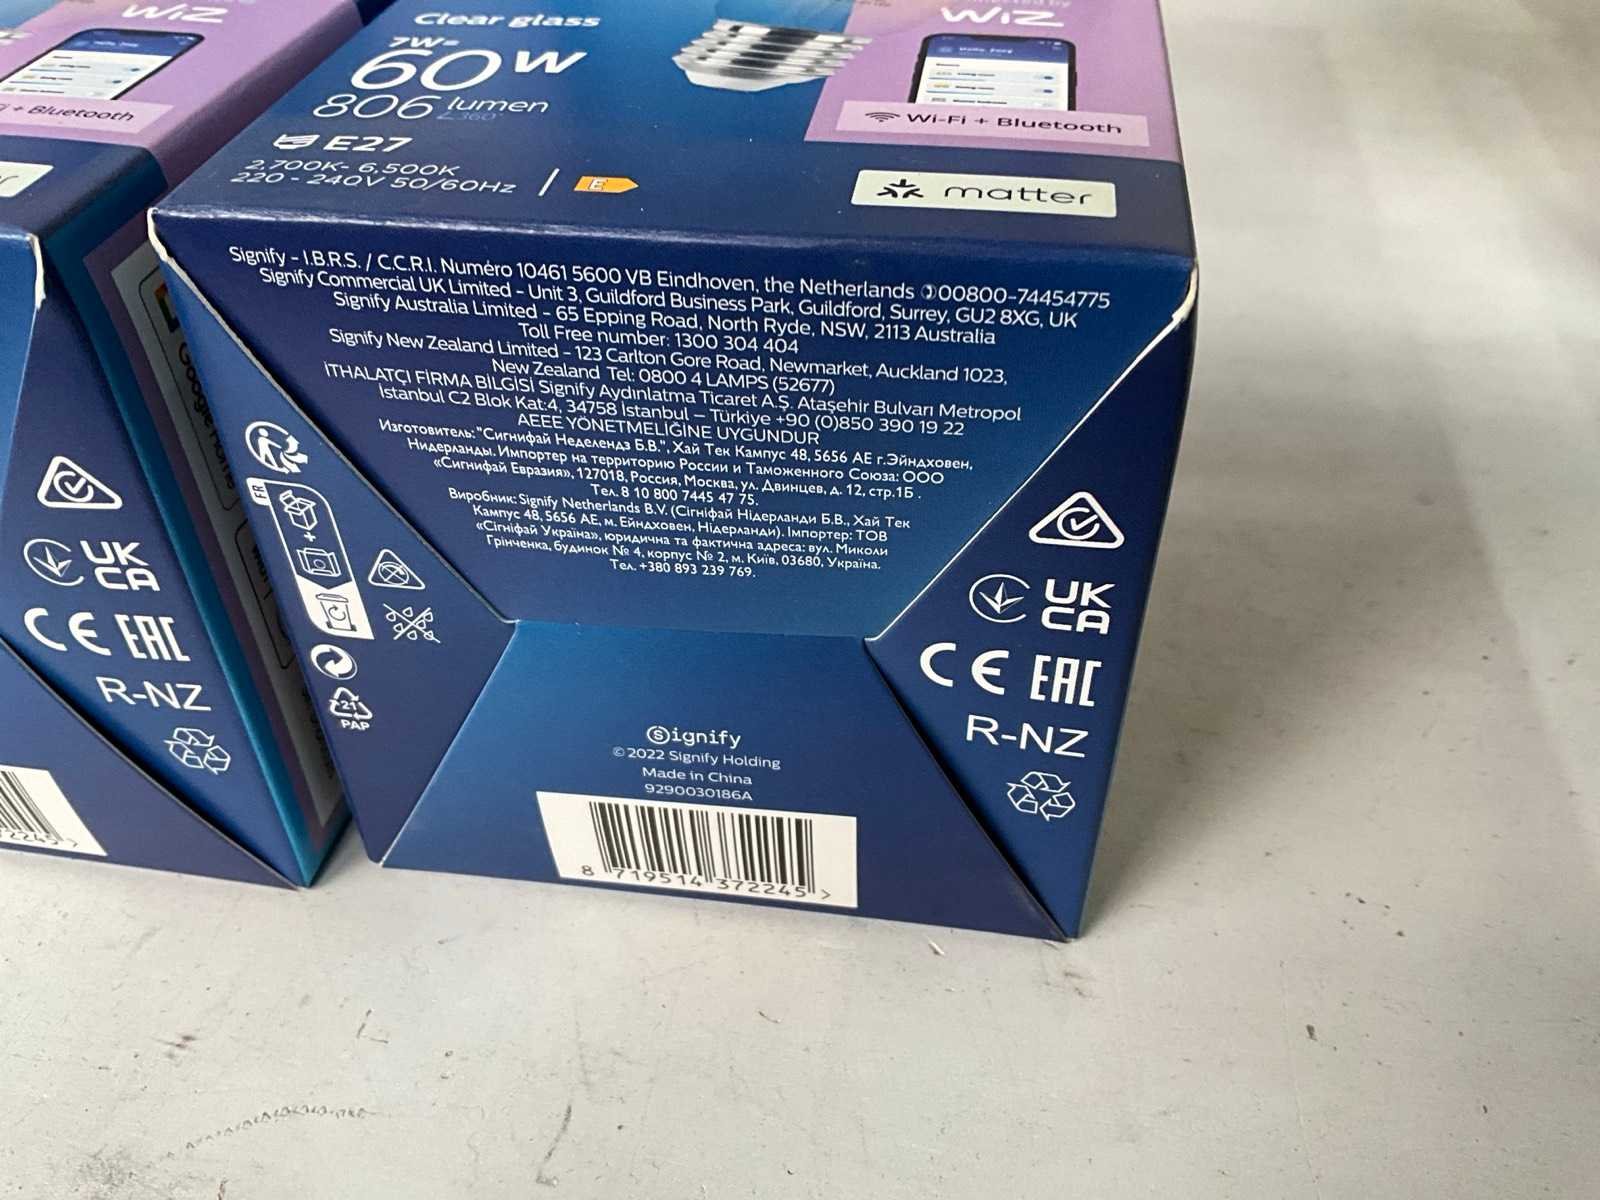 Clear glass
7W=
60W
806 lumen
∠360°
E27
2,700K- 6,500K
220 - 240V 50/60Hz
E
WiZ
Wi-Fi + Bluetooth
matter
Signify – I.B.R.S. / C.C.R.I. Numéro 10461 5600 VB Eindhoven, the Netherlands 00800-74454775
Signify Commercial UK Limited - Unit 3, Guildford Business Park, Guildford, Surrey, GU2 8XG, UK
Signify Australia Limited - 65 Epping Road, North Ryde, NSW, 2113 Australia
Toll Free number: 1300 304 404
Signify New Zealand Limited - 123 Carlton Gore Road, Newmarket, Auckland 1023,
New Zealand Tel: 0800 4 LAMPS (52677)
İTHALATÇI FİRMA BİLGİSİ Signify Aydınlatma Ticaret A.Ş. Ataşehir Bulvarı Metropol
İstanbul C2 Blok Kat:4, 34758 İstanbul – Türkiye +90 (0)850 390 19 22
AEEE YÖNETMELİĞİNE UYGUNDUR
Изготовитель:"Сигнифай Неделендз Б.В.", Хай Тек Кампус 48, 5656 АЕ г.Эйндховен,
Нидерланды. Импортер на территорию России и Таможенного Союза: ООО
«Сигнифай Евразия», 127018, Россия, Москва, ул. Двинцев, д. 12, стр.1Б .
Тел. 8 10 800 7445 47 75.
Виробник: Signify Netherlands B.V. (Сігніфай Нідерланди Б.В., Хай Тек
Кампус 48, 5656 АЕ, м. Ейндховен, Нідерланди). Імпортер: ТОВ
«Сігніфай Україна», юридична та фактична адреса: вул. Миколи
Грінченка, будинок № 4, корпус № 2, м. Київ, 03680, Україна.
Тел. +380 893 239 769.
FR
+
21
PAP
UK
CA
CE EAC
R-NZ
Signify
© 2022 Signify Holding
Made in China
9290030186A
8 719514 372245 >
WiZ
+ Bluetooth
Google Home
UK
CA
CE EAC
R-NZ
72245 >